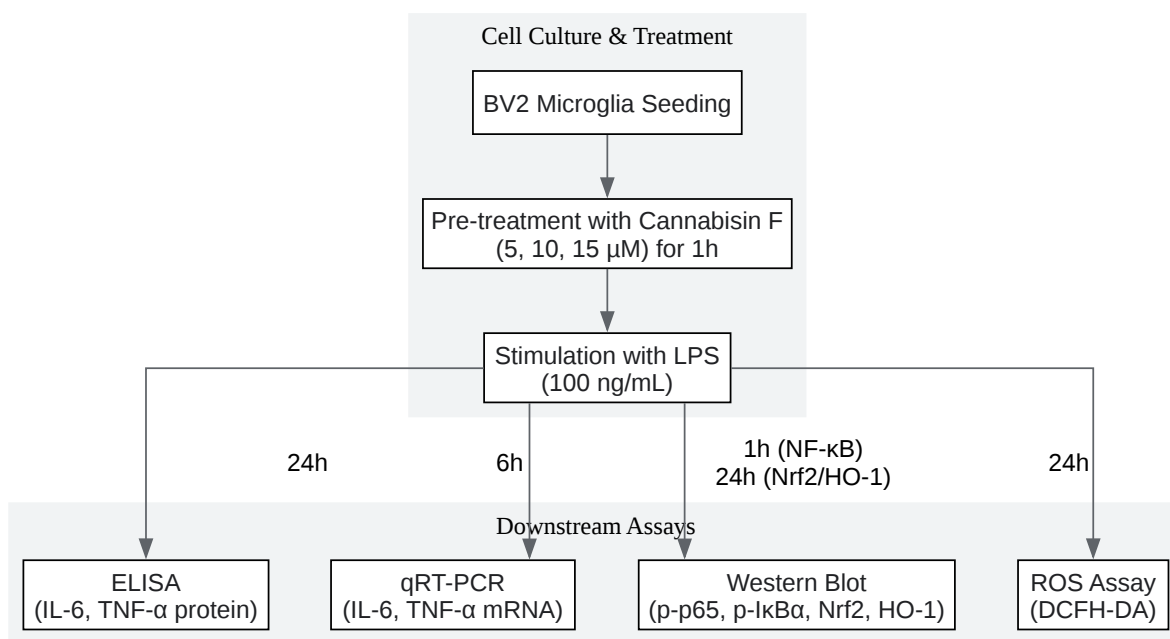 Cell Culture & Treatment
BV2 Microglia Seeding
Pre-treatment with Cannabisin F
(5, 10, 15 µM) for 1h
Stimulation with LPS
(100 ng/mL)
24h
6h
1h (NF-κB)
24h (Nrf2/HO-1)
24h
Downstream Assays
ELISA
(IL-6, TNF-α protein)
qRT-PCR
(IL-6, TNF-α mRNA)
Western Blot
(p-p65, p-IκBα, Nrf2, HO-1)
ROS Assay
(DCFH-DA)